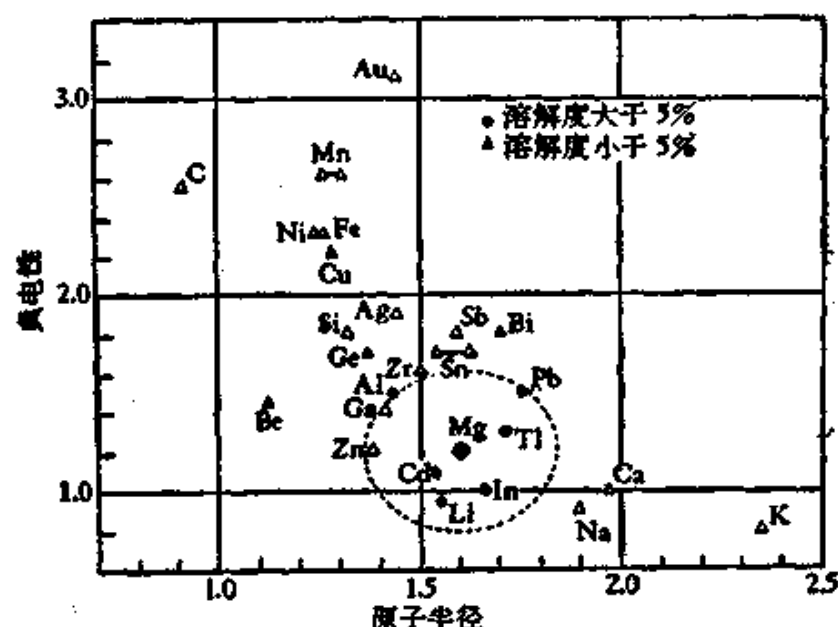 Au
3.0
溶解度大于 5%
溶解度小于 5%
Mn
C
Ni Fe
Cu
负电性
2.0
Ag
Sb
Bi
Si
Ge
Zr
Sn
Al
Pb
Ga
Be
Mg
Tl
Zn
Cd
1.0
In
Ca
Li
Na
K
1.0
1.5
2.0
2.5
原子半径